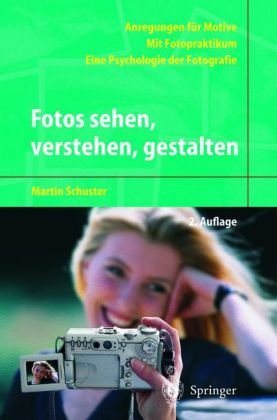 Anregungen für Motive
Mit Fotopraktikum
Eine Psychologie der Fotografie
Fotos sehen,
verstehen, gestalten
Martin Schuster
2. Auflage
Springer